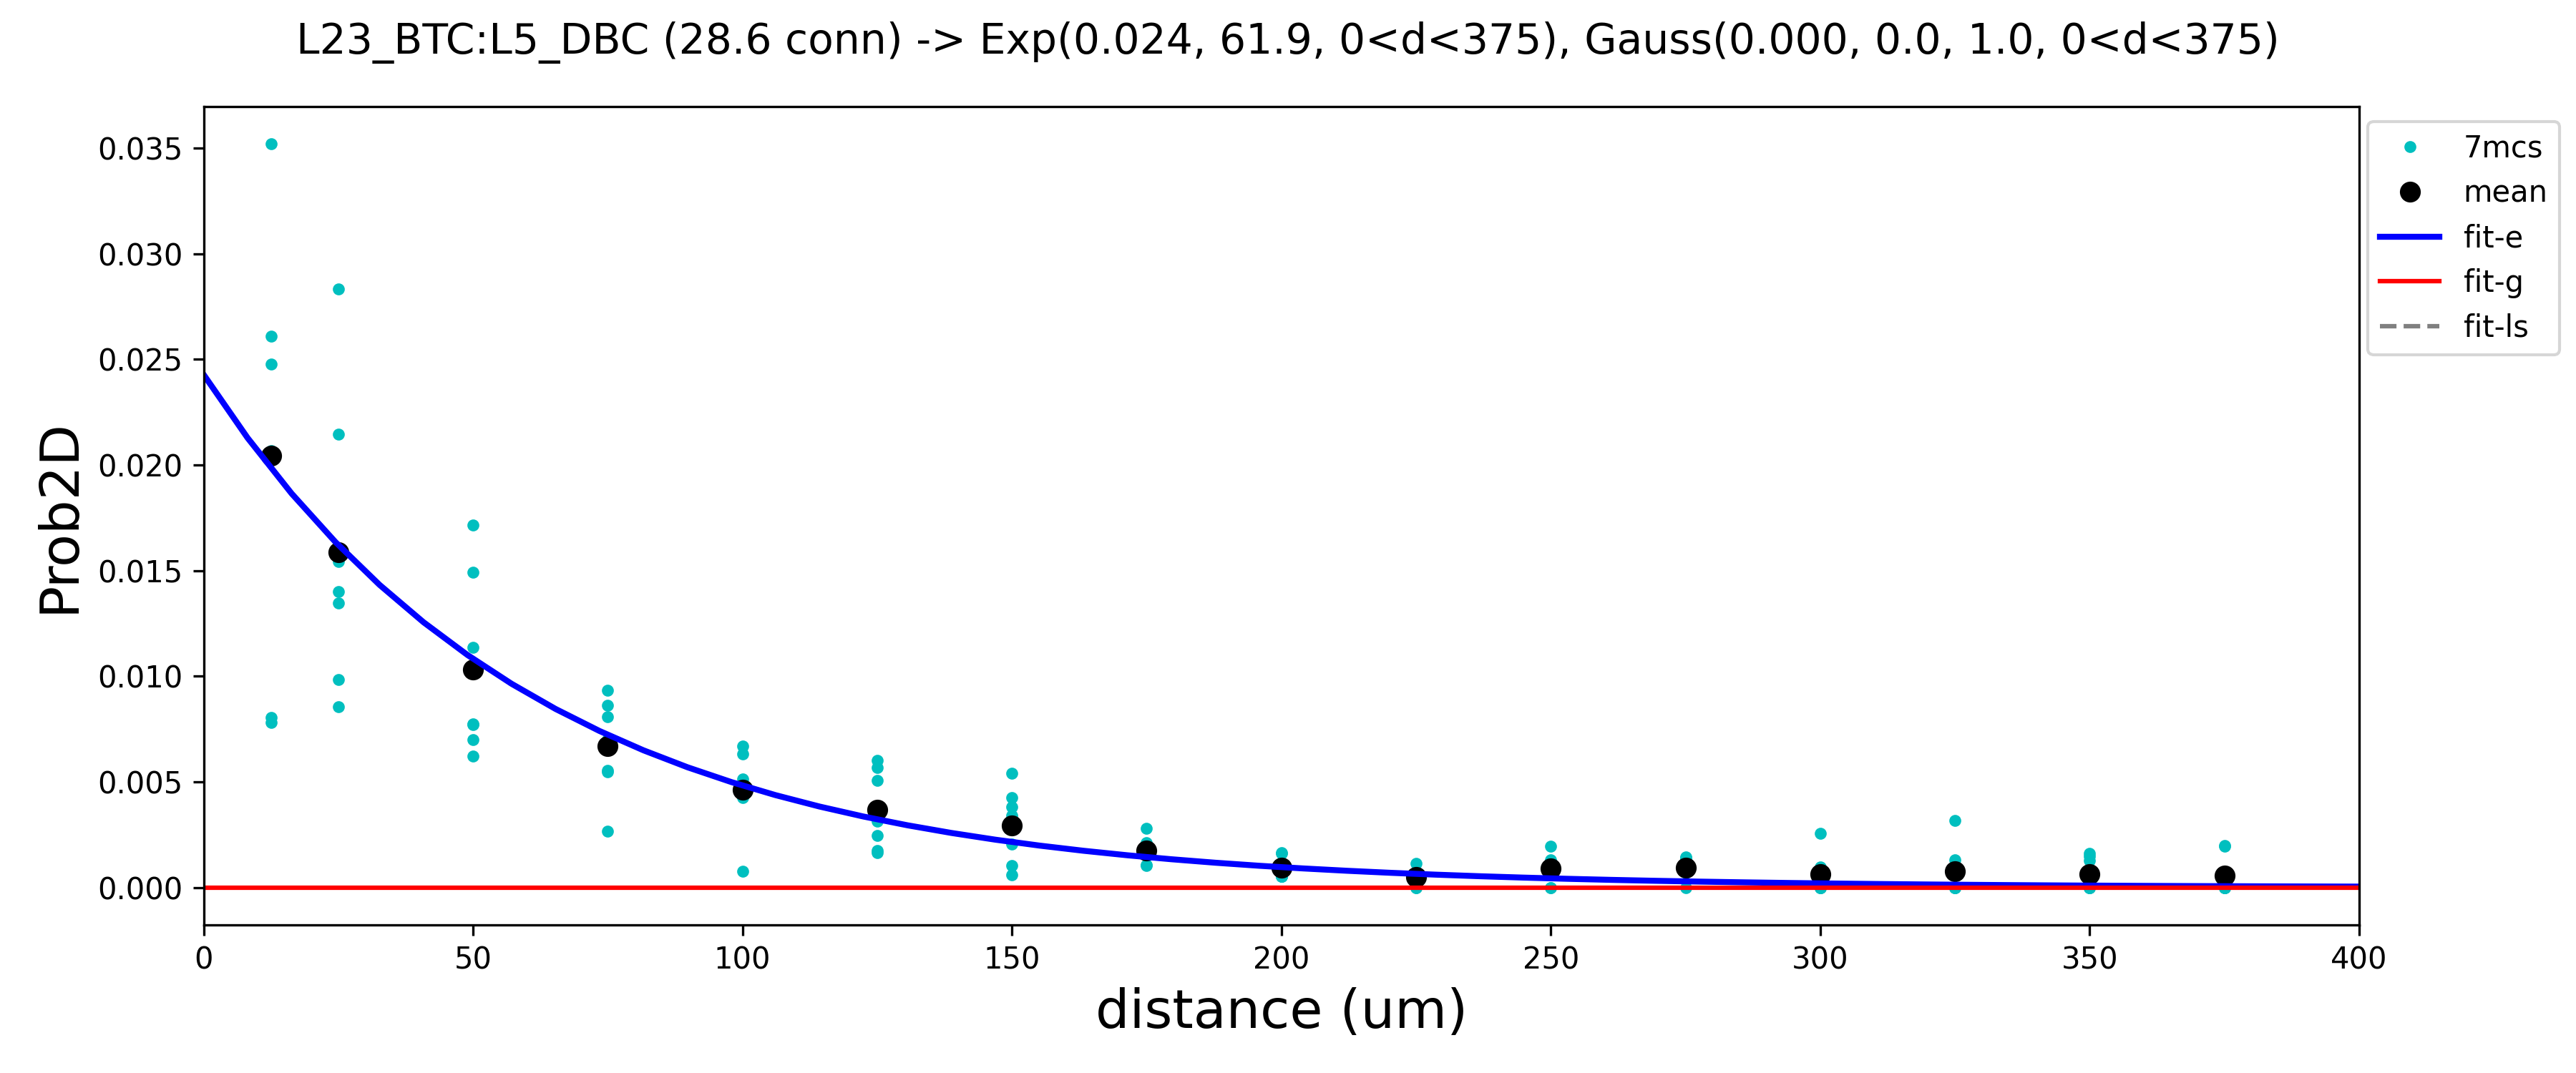 L23_BTC:L5_DBC (28.6 conn) -> Exp(0.024, 61.9, 0<d<375), Gauss(0.000, 0.0, 1.0, 0<d<375)
0.035
0.030
0.025
0.020
0.015
0.010
0.005
0.000
Prob2D
0 50 100 150 200 250 300 350 400
distance (um)
7mcs
mean
fit-e
fit-g
fit-ls